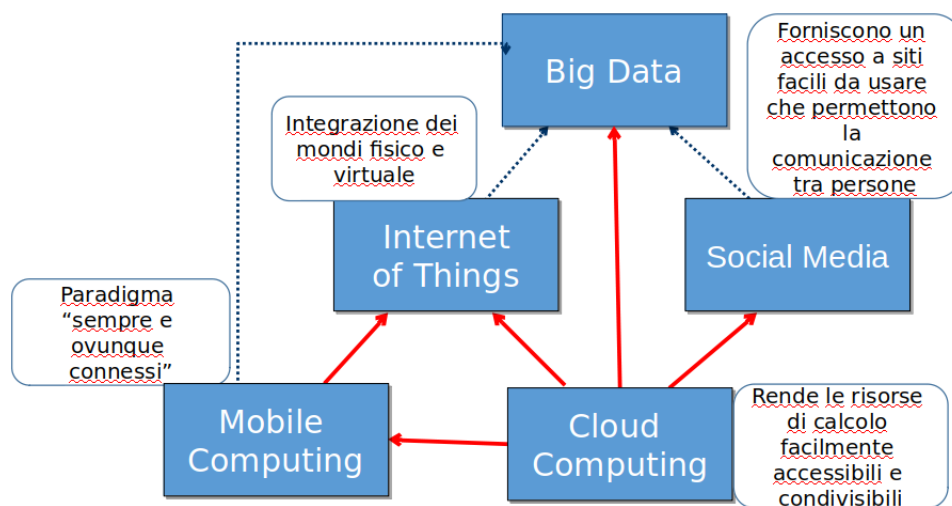 Big Data
Forniscono un
accesso a siti
facili da usare
che permettono
la
comunicazione
tra persone
Integrazione dei
mondi fisico e
virtuale
Internet
of Things
Social Media
Paradigma
“sempre e
ovunque
connessi”
Mobile
Computing
Cloud
Computing
Rende le risorse
di calcolo
facilmente
accessibili e
condivisibili